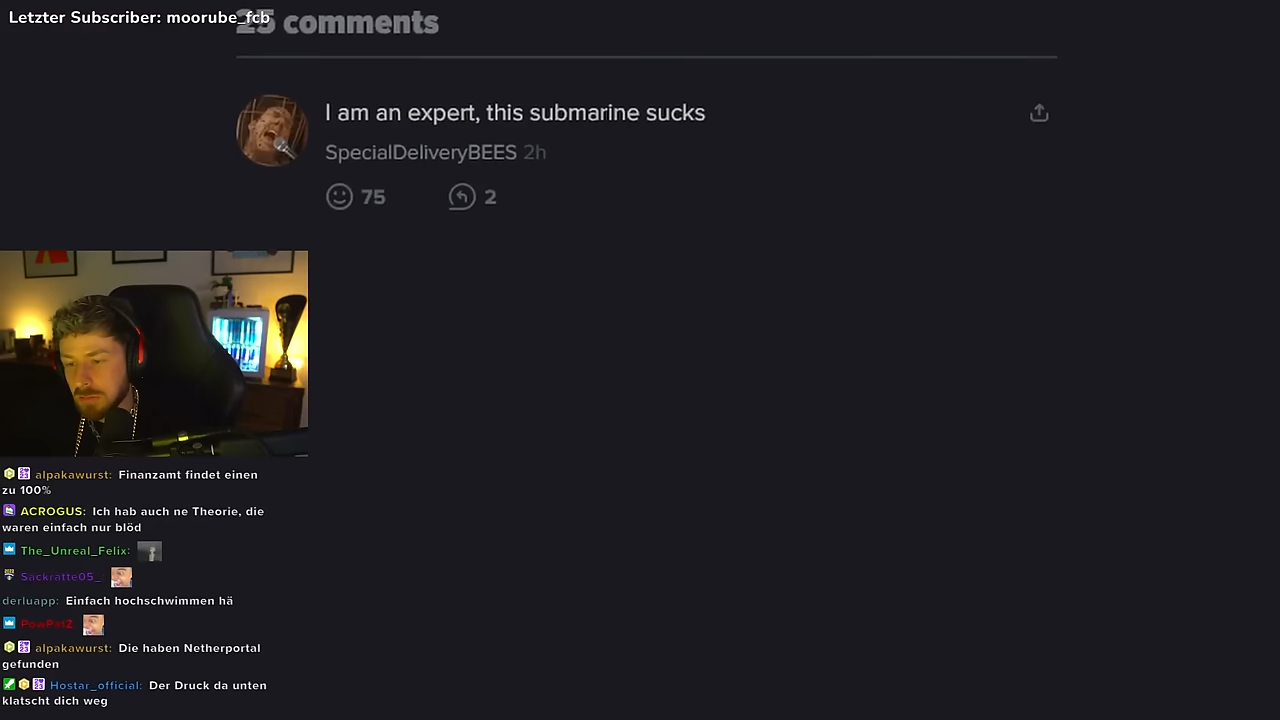 Letzter Subscriber: moorube_fcb
25 comments
I am an expert, this submarine sucks
SpecialDeliveryBEES 2h
75 2
alpakawurst: Finanzamt findet einen
zu 100%
ACROGUS: Ich hab auch ne Theorie, die
waren einfach nur blöd
The_Unreal_Felix:
Sackratte05_
derluapp: Einfach hochschwimmen hä
PowPatZ
alpakawurst: Die haben Netherportal
gefunden
Hostar_official: Der Druck da unten
klatscht dich weg